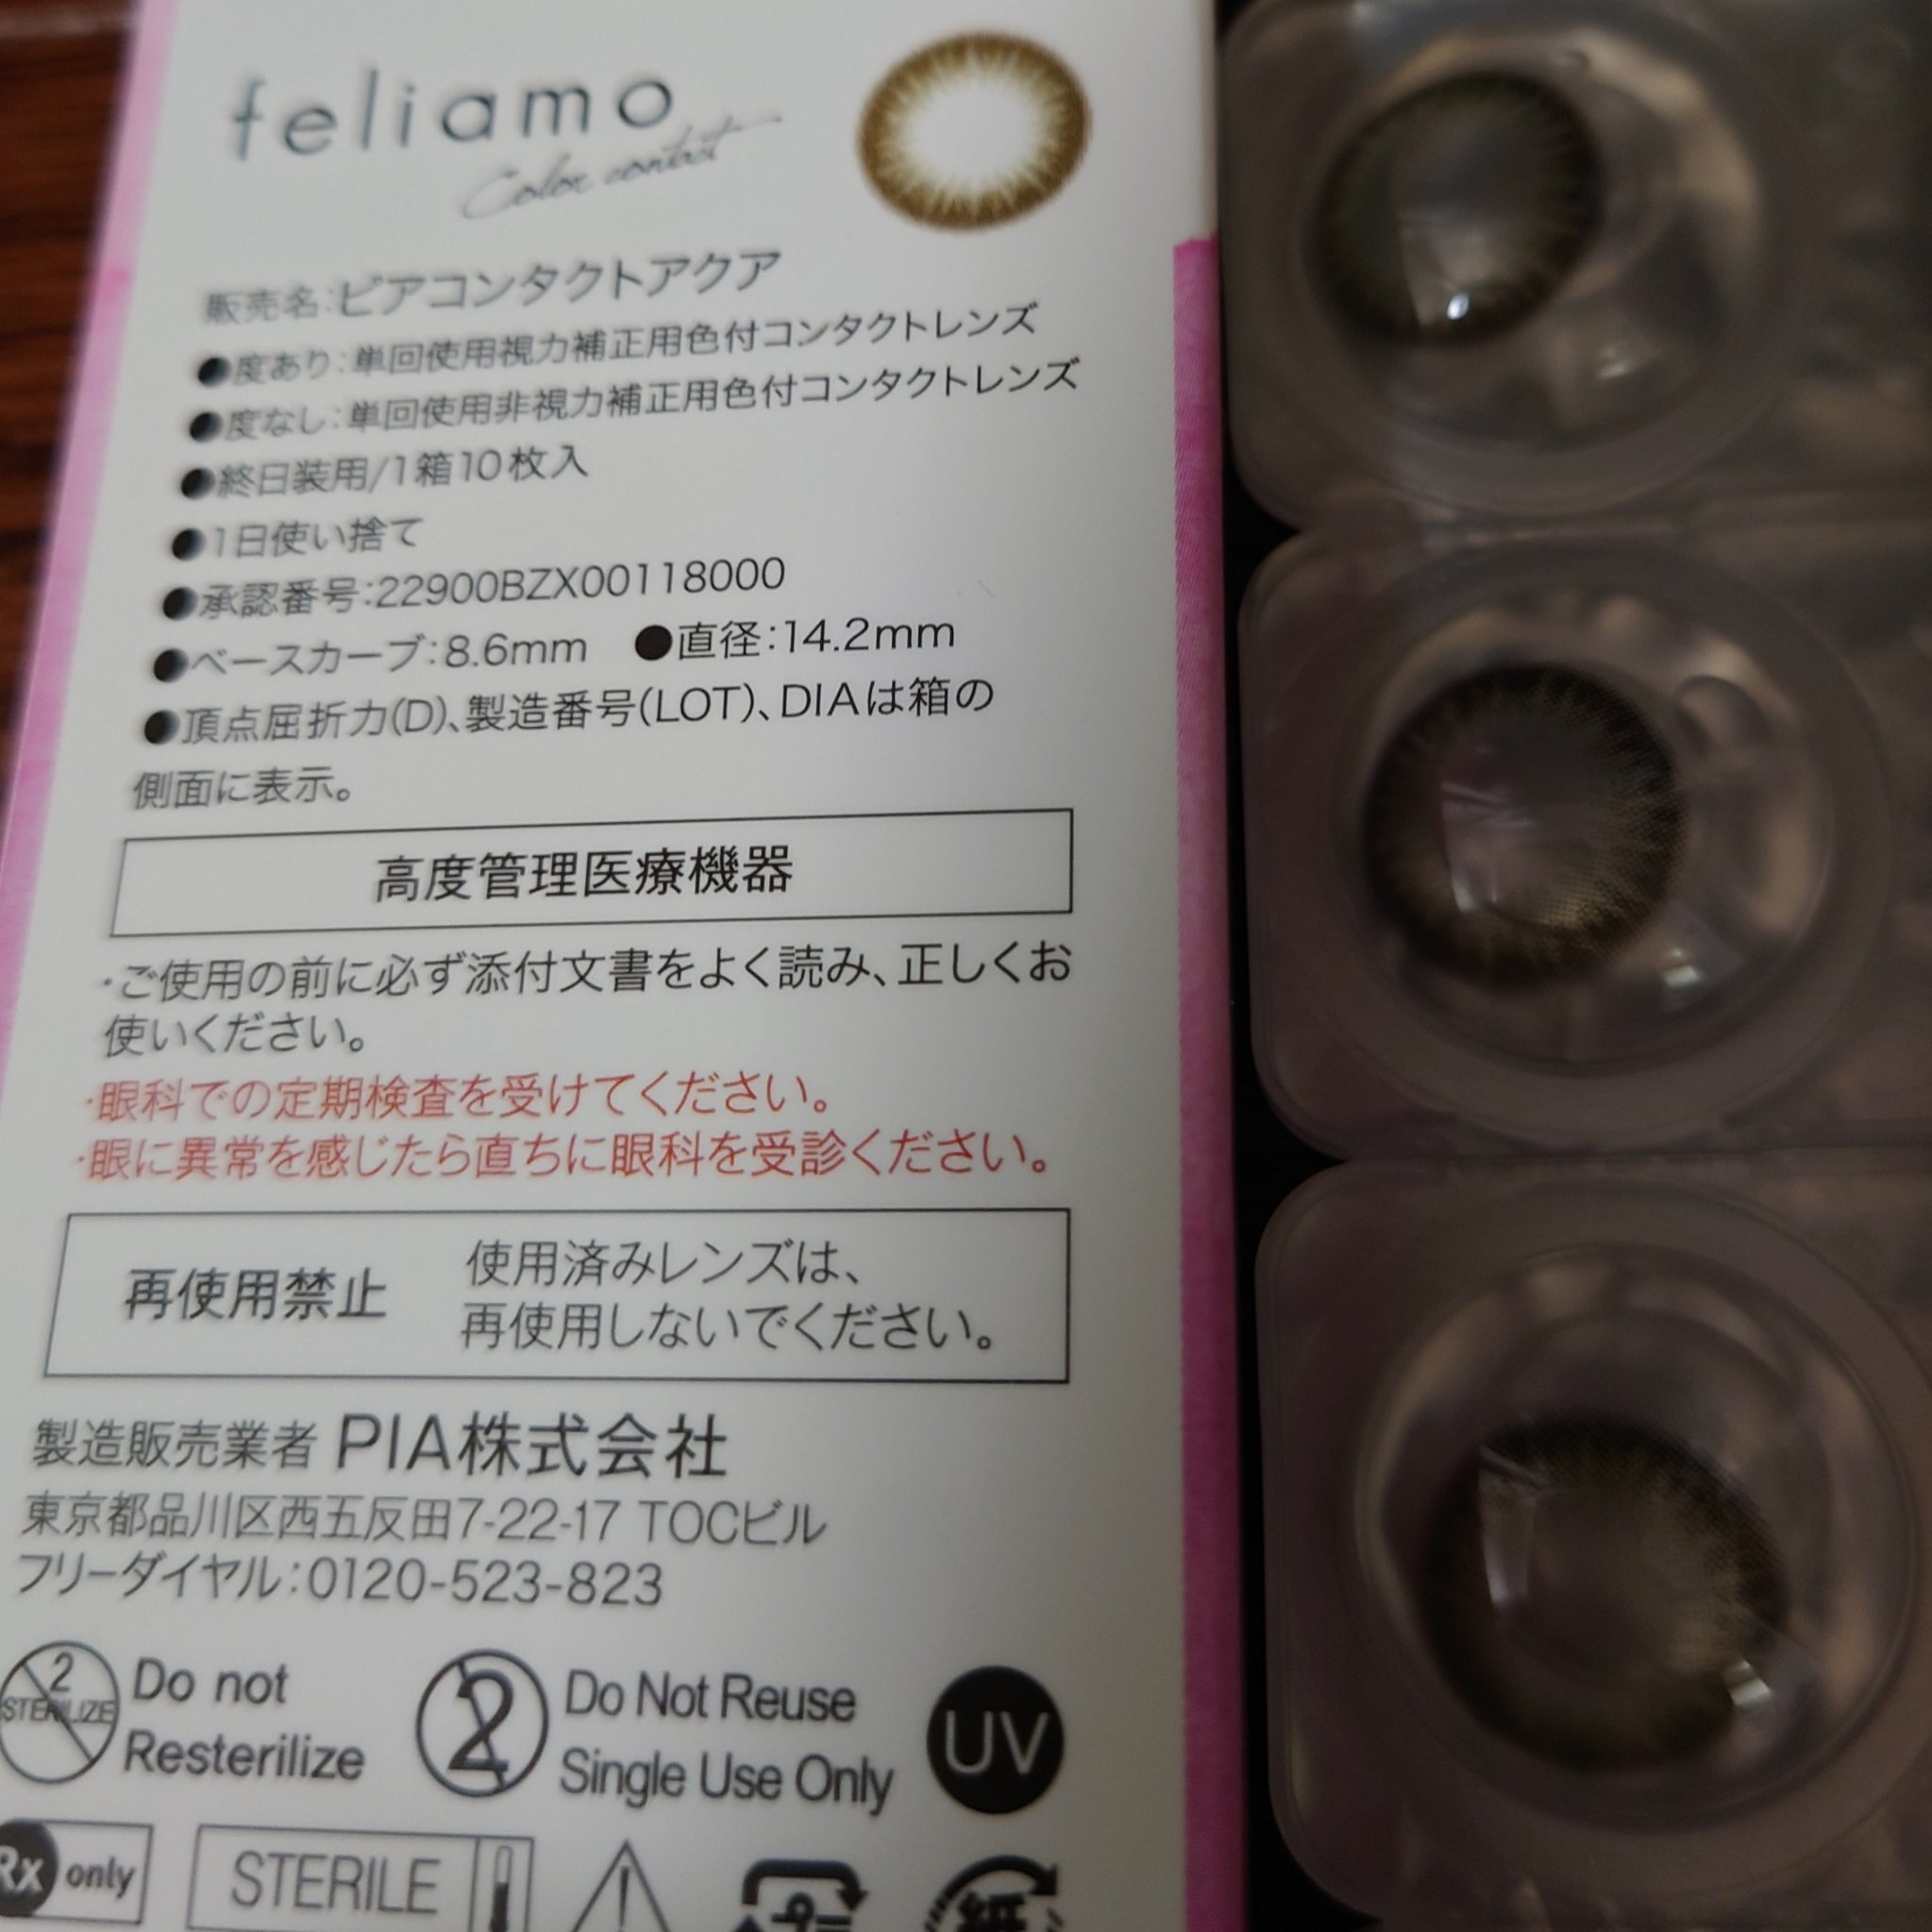 feliamo
Color contact
販売名:ピアコンタクトアクア
●度あり:単回使用視力補正用色付コンタクトレンズ
●度なし:単回使用非視力補正用色付コンタクトレンズ
●終日装用/1箱10枚入
●1日使い捨て
●承認番号:22900BZX00118000
●ベースカーブ:8.6mm ●直径:14.2mm
●頂点屈折力(D)、製造番号(LOT)、DIAは箱の
側面に表示。
高度管理医療機器
·ご使用の前に必ず添付文書をよく読み、正しくお
使いください。
·眼科での定期検査を受けてください。
·眼に異常を感じたら直ちに眼科を受診ください。
再使用禁止
使用済みレンズは、
再使用しないでください。
製造販売業者 PIA株式会社
東京都品川区西五反田7-22-17 TOCビル
フリーダイヤル:0120-523-823
2
STERILIZE
Do not
Resterilize
2
Do Not Reuse
Single Use Only
UV
Rx only
STERILE
紙